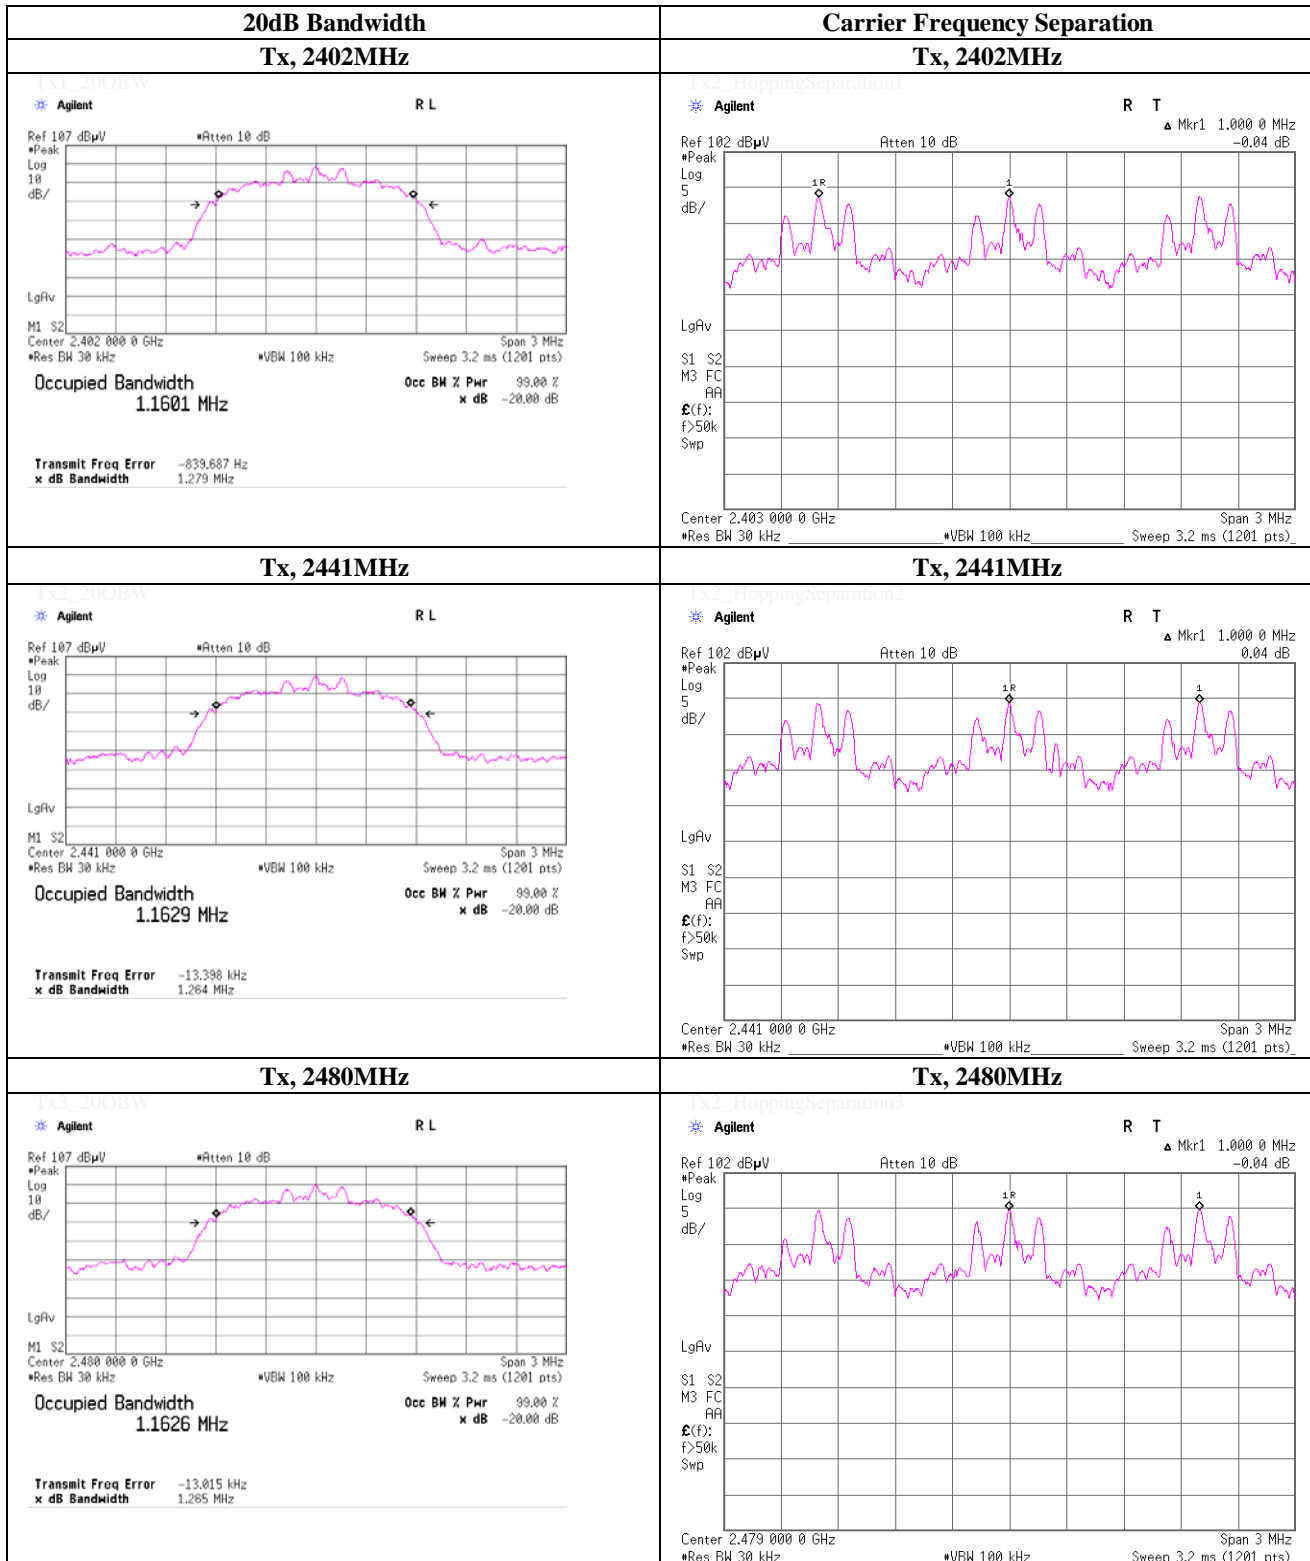 20dB Bandwidth
Carrier Frequency Separation
Tx, 2402MHz
Tx, 2402MHz
Tx1_20OBW
Agilent
R L
Ref 107 dBµV
#Atten 10 dB
#Peak
Log
10
dB/
LgAv
M1 S2
Center 2.402 000 0 GHz
Span 3 MHz
#Res BW 30 kHz
#VBW 100 kHz
Sweep 3.2 ms (1201 pts)
Occupied Bandwidth
1.1601 MHz
Occ BW % Pwr 99.00 %
x dB -20.00 dB
Transmit Freq Error -839.687 Hz
x dB Bandwidth 1.279 MHz
Tx2_HoppingSeparation1
Agilent
R T
Δ Mkr1 1.000 0 MHz
Ref 102 dBµV
Atten 10 dB
-0.04 dB
#Peak
Log
5
dB/
1R
1
LgAv
S1 S2
M3 FC
AA
£(f):
f>50k
Swp
Center 2.403 000 0 GHz
Span 3 MHz
#Res BW 30 kHz
#VBW 100 kHz
Sweep 3.2 ms (1201 pts)
Tx, 2441MHz
Tx, 2441MHz
Tx2_20OBW
Agilent
R L
Ref 107 dBµV
#Atten 10 dB
#Peak
Log
10
dB/
LgAv
M1 S2
Center 2.441 000 0 GHz
Span 3 MHz
#Res BW 30 kHz
#VBW 100 kHz
Sweep 3.2 ms (1201 pts)
Occupied Bandwidth
1.1629 MHz
Occ BW % Pwr 99.00 %
x dB -20.00 dB
Transmit Freq Error -13.398 kHz
x dB Bandwidth 1.264 MHz
Tx2_HoppingSeparation2
Agilent
R T
Δ Mkr1 1.000 0 MHz
Ref 102 dBµV
Atten 10 dB
0.04 dB
#Peak
Log
5
dB/
1R
1
LgAv
S1 S2
M3 FC
AA
£(f):
f>50k
Swp
Center 2.441 000 0 GHz
Span 3 MHz
#Res BW 30 kHz
#VBW 100 kHz
Sweep 3.2 ms (1201 pts)
Tx, 2480MHz
Tx, 2480MHz
Tx3_20OBW
Agilent
R L
Ref 107 dBµV
#Atten 10 dB
#Peak
Log
10
dB/
LgAv
M1 S2
Center 2.480 000 0 GHz
Span 3 MHz
#Res BW 30 kHz
#VBW 100 kHz
Sweep 3.2 ms (1201 pts)
Occupied Bandwidth
1.1626 MHz
Occ BW % Pwr 99.00 %
x dB -20.00 dB
Transmit Freq Error -13.015 kHz
x dB Bandwidth 1.265 MHz
Tx2_HoppingSeparation3
Agilent
R T
Δ Mkr1 1.000 0 MHz
Ref 102 dBµV
Atten 10 dB
-0.04 dB
#Peak
Log
5
dB/
1R
1
LgAv
S1 S2
M3 FC
AA
£(f):
f>50k
Swp
Center 2.479 000 0 GHz
Span 3 MHz
#Res BW 30 kHz
#VBW 100 kHz
Sweep 3.2 ms (1201 pts)